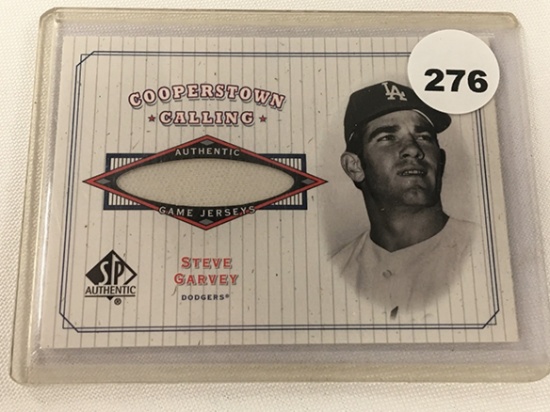 COOPERSTOWN
★ CALLING ★
AUTHENTIC
GAME JERSEYS
STEVE
GARVEY
DODGERS®
SP
AUTHENTIC
®
LA
276